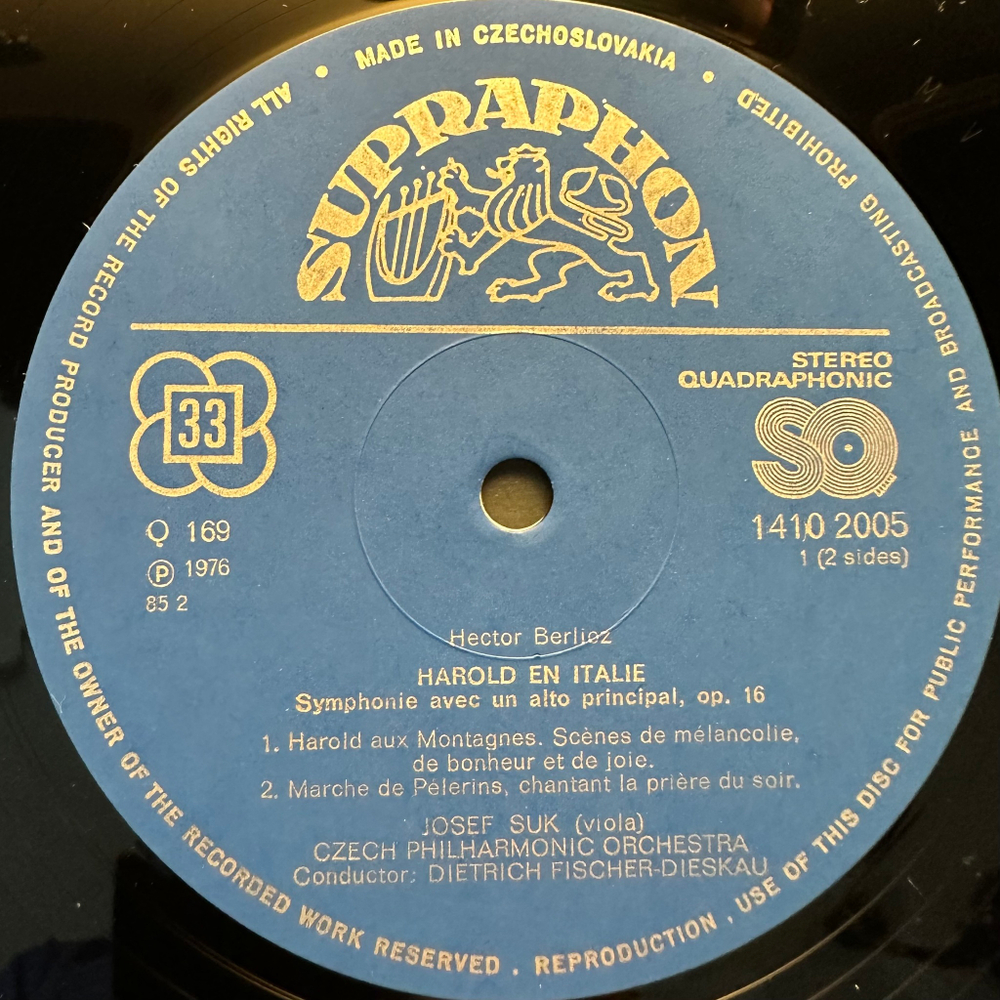 ALL RIGHTS OF THE RECORD PRODUCER AND OF THE OWNER OF THE RECORDED WORK RESERVED . REPRODUCTION , USE OF THIS DISC FOR PUBLIC PERFORMANCE AND BROADCASTING PROHIBITED
• MADE IN CZECHOSLOVAKIA •
SUPRAPHON
33
STEREO
QUADRAPHONIC
SQ
Q 169
℗ 1976
85 2
1410 2005
1 (2 sides)
Hector Berlioz
HAROLD EN ITALIE
Symphonie avec un alto principal, op. 16
1. Harold aux Montagnes. Scènes de mélancolie,
de bonheur et de joie.
2. Marche de Pélerins, chantant la prière du soir.
JOSEF SUK (viola)
CZECH PHILHARMONIC ORCHESTRA
Conductor: DIETRICH FISCHER-DIESKAU